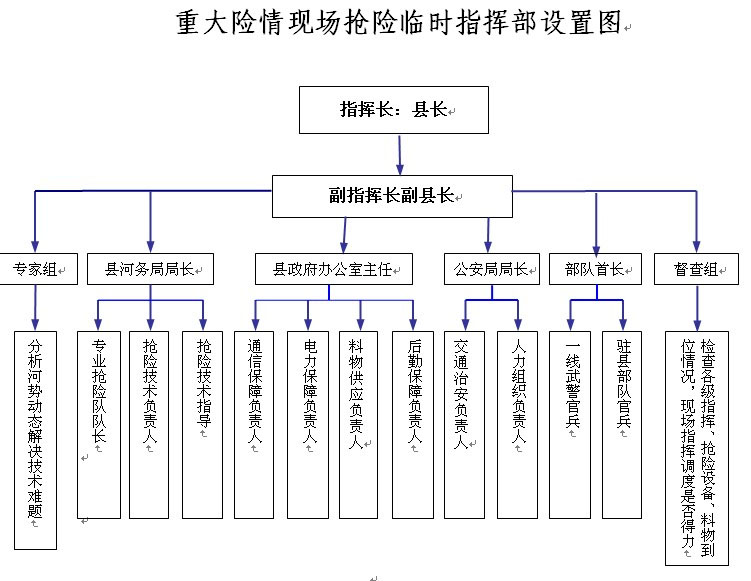 重大险情现场抢险临时指挥部设置图
指挥长：县长
副指挥长副县长
专家组
县河务局局长
县政府办公室主任
公安局局长
部队首长
督查组
分析河势动态解决技术难题
专业抢险队队长
抢险技术负责人
抢险技术指导
通信保障负责人
电力保障负责人
料物供应负责人
后勤保障负责人
交通治安负责人
人力组织负责人
一线武警官兵
驻县部队官兵
检查各级指挥、抢险设备、料物到
位情况，现场指挥调度是否得力